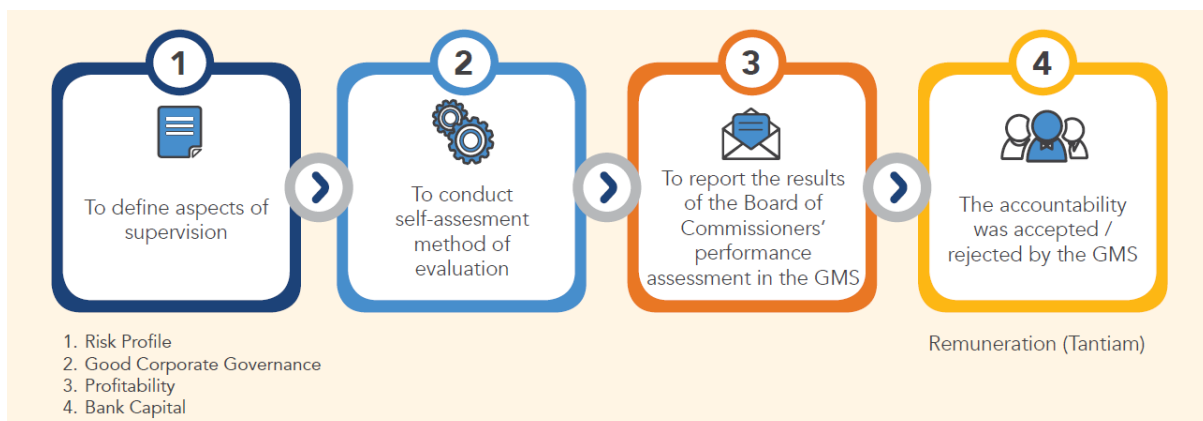 1
To define aspects of
supervision
2
To conduct
self-assesment
method of
evaluation
3
To report the results
of the Board of
Commissioners’
performance
assessment in the GMS
4
The accountability
was accepted /
rejected by the GMS
1. Risk Profile
2. Good Corporate Governance
3. Profitability
4. Bank Capital
Remuneration (Tantiam)